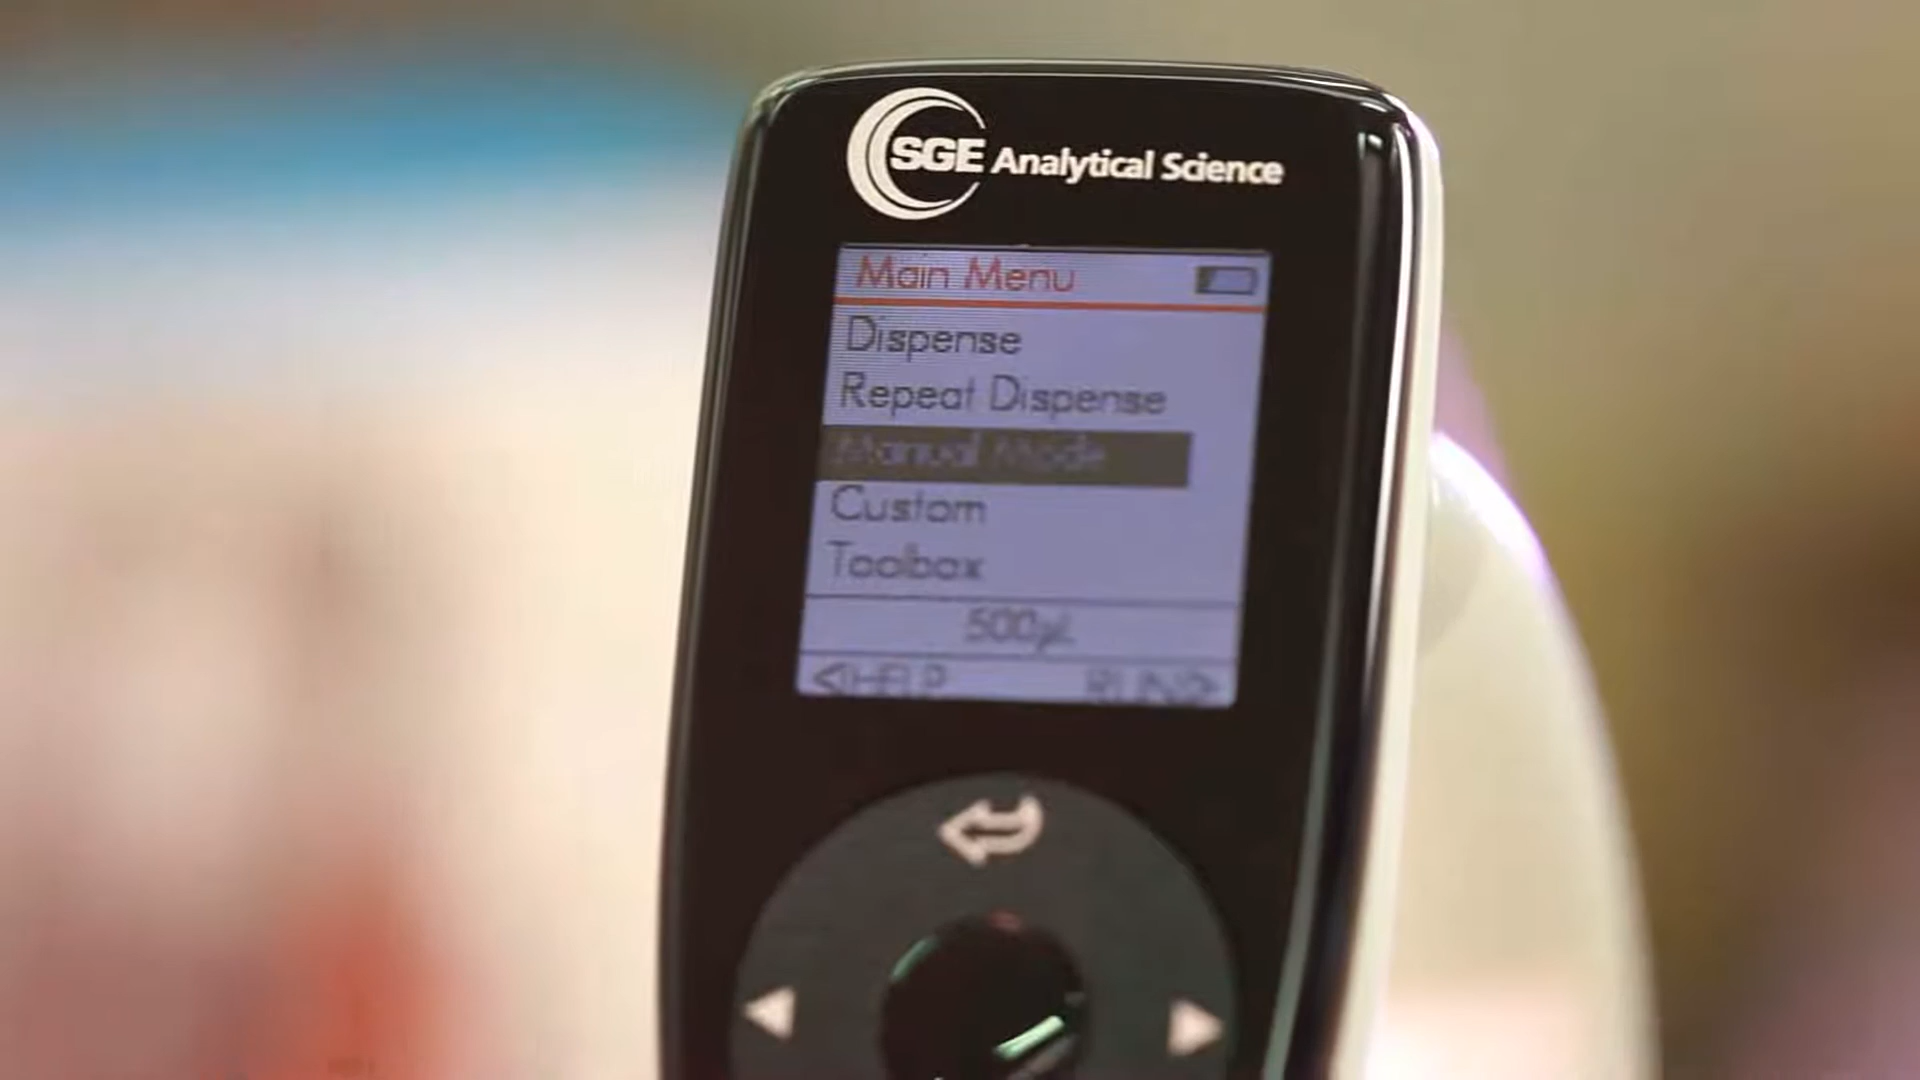 SGE Analytical Science
Main Menu
Dispense
Repeat Dispense
Manual Mode
Custom
Toolbox
500µL
<HELP RUN>